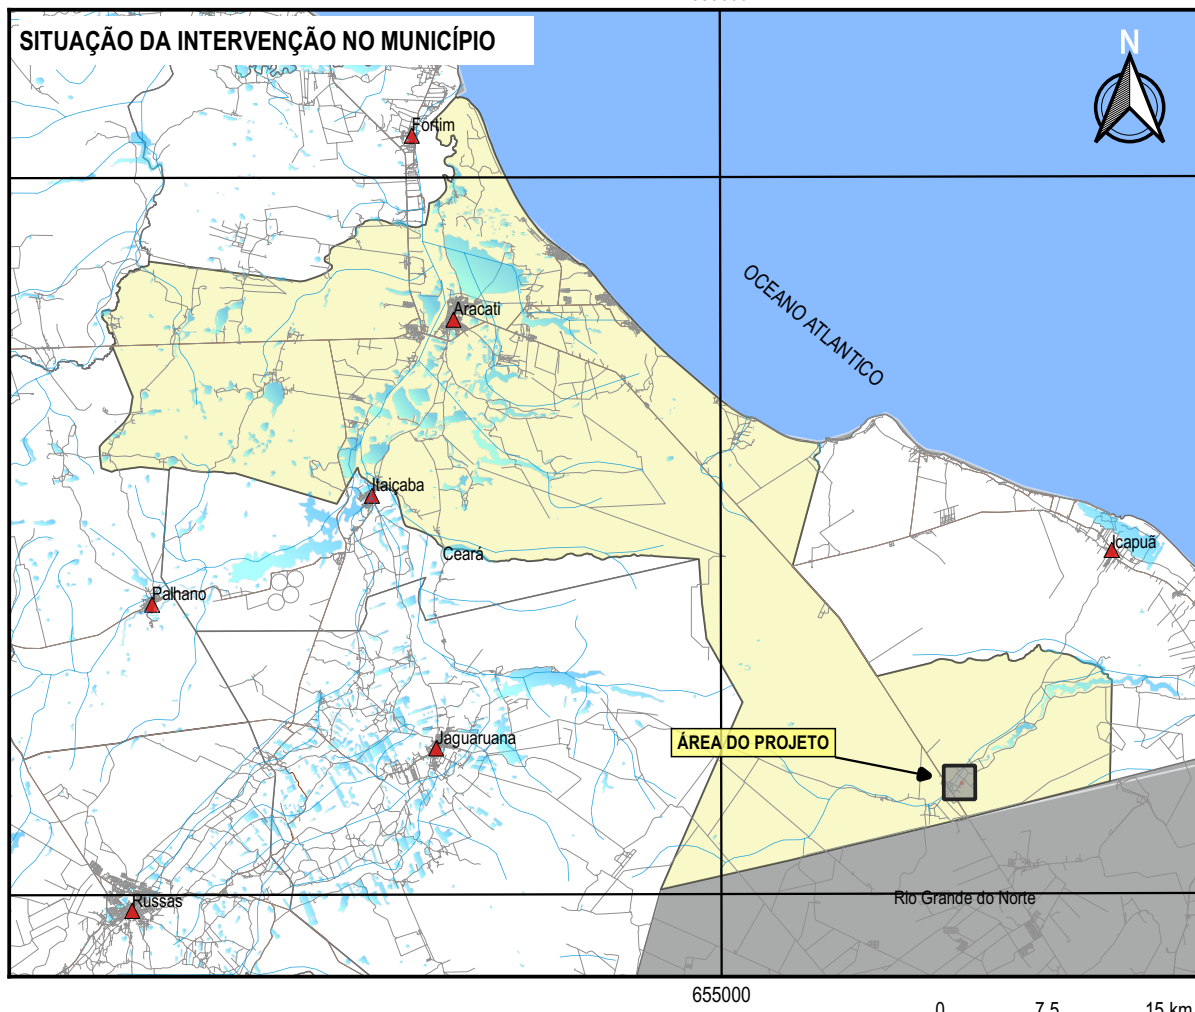 SITUAÇÃO DA INTERVENÇÃO NO MUNICÍPIO
N
Fortim
OCEANO ATLANTICO
Aracati
Itaiçaba
Icapuã
Ceará
Palhano
ÁREA DO PROJETO
Jaguaruana
Rio Grande do Norte
Russas
655000
0 7,5 15 km